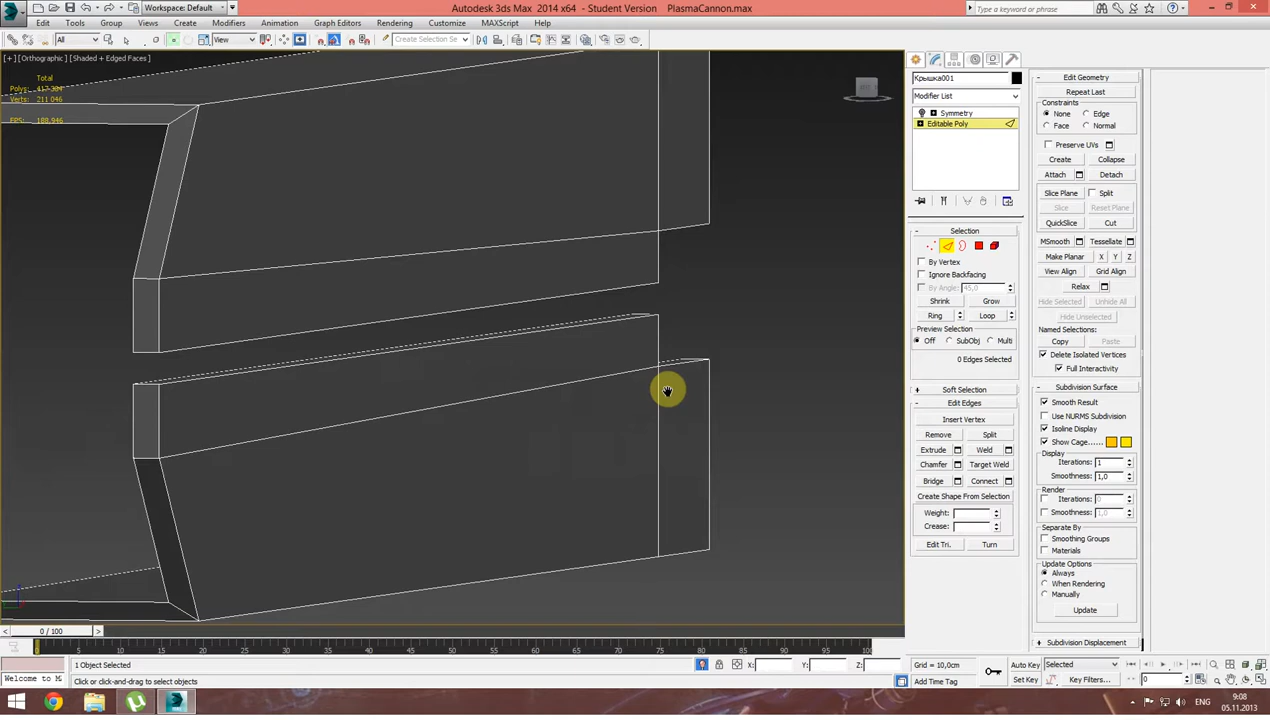 Workspace: Default
Autodesk 3ds Max 2014 x64 - Student Version PlasmaCannon.max
Type a keyword or phrase
Edit Tools Group Views Create Modifiers Animation Graph Editors Rendering Customize MAXScript Help
All View Create Selection Se
[+] [Orthographic] [Shaded + Edged Faces]
Total
Polys: 417 384
Verts: 211 046
FPS: 188,946
Крышка001
Modifier List
Symmetry
Editable Poly
Selection
By Vertex
Ignore Backfacing
By Angle: 45,0
Shrink Grow
Ring Loop
Preview Selection
Off SubObj Multi
0 Edges Selected
Soft Selection
Edit Edges
Insert Vertex
Remove Split
Extrude Weld
Chamfer Target Weld
Bridge Connect
Create Shape From Selection
Weight:
Crease:
Edit Tri. Turn
Edit Geometry
Repeat Last
Constraints
None Edge
Face Normal
Preserve UVs
Create Collapse
Attach Detach
Slice Plane Split
Slice Reset Plane
QuickSlice Cut
MSmooth Tessellate
Make Planar X Y Z
View Align Grid Align
Relax
Hide Selected Unhide All
Hide Unselected
Named Selections:
Copy Paste
Delete Isolated Vertices
Full Interactivity
Subdivision Surface
Smooth Result
Use NURMS Subdivision
Isoline Display
Show Cage......
Display
Iterations: 1
Smoothness: 1,0
Render
Iterations: 0
Smoothness: 1,0
Separate By
Smoothing Groups
Materials
Update Options
Always
When Rendering
Manually
Update
Subdivision Displacement
0 / 100
5 10 15 20 25 30 35 40 45 50 55 60 65 70 75 80 85 90 95 100
1 Object Selected
X: Y: Z: Grid = 10,0cm
Auto Key Selected
Welcome to M
Click or click-and-drag to select objects
Add Time Tag
Set Key Key Filters... 0
ENG
9:08
05.11.2013